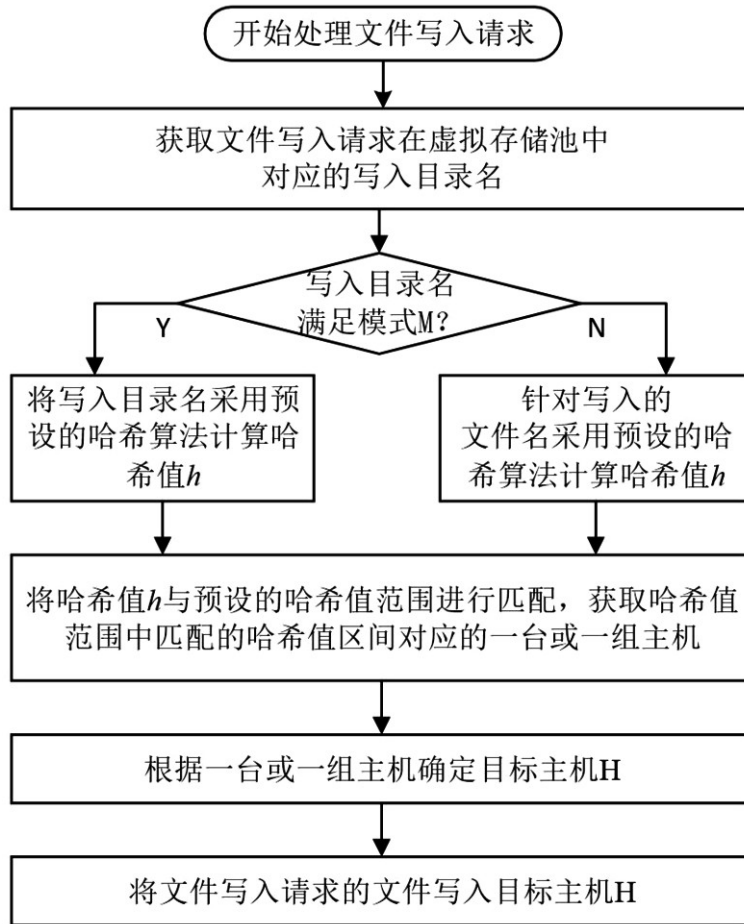 开始处理文件写入请求
获取文件写入请求在虚拟存储池中
对应的写入目录名
写入目录名
满足模式M?
Y
N
将写入目录名采用预
设的哈希算法计算哈
希值h
针对写入的
文件名采用预设的哈
希算法计算哈希值h
将哈希值h与预设的哈希值范围进行匹配，获取哈希值
范围中匹配的哈希值区间对应的一台或一组主机
根据一台或一组主机确定目标主机H
将文件写入请求的文件写入目标主机H